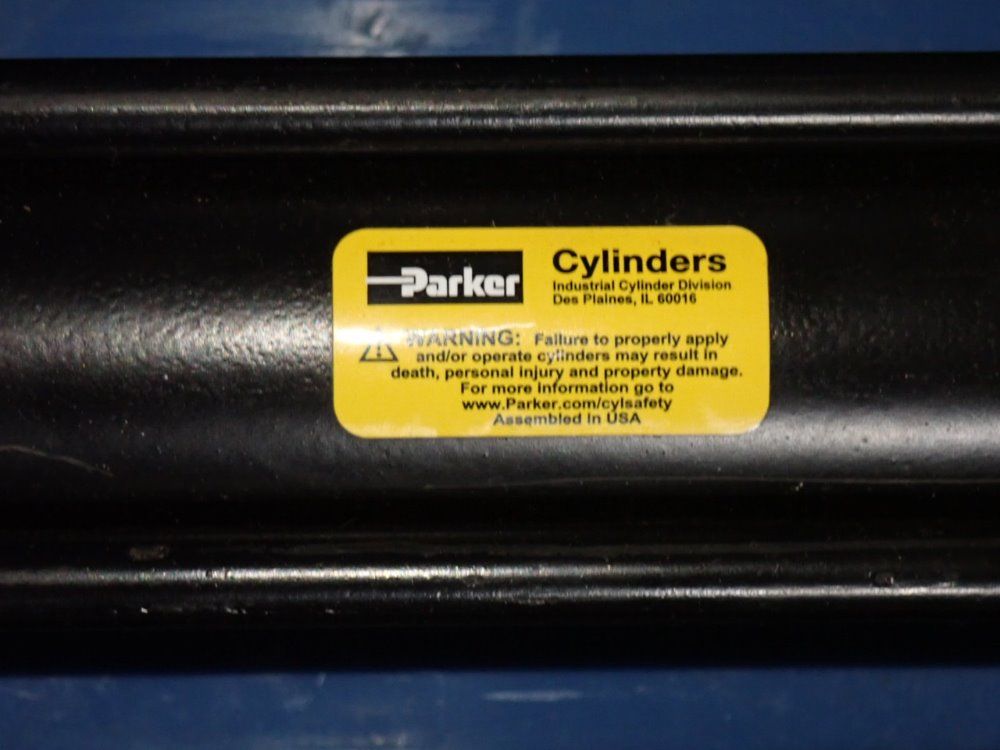 Parker
Cylinders
Industrial Cylinder Division
Des Plaines, IL 60016
WARNING: Failure to properly apply
and/or operate cylinders may result in
death, personal injury and property damage.
For more information go to
www.Parker.com/cylsafety
Assembled in USA